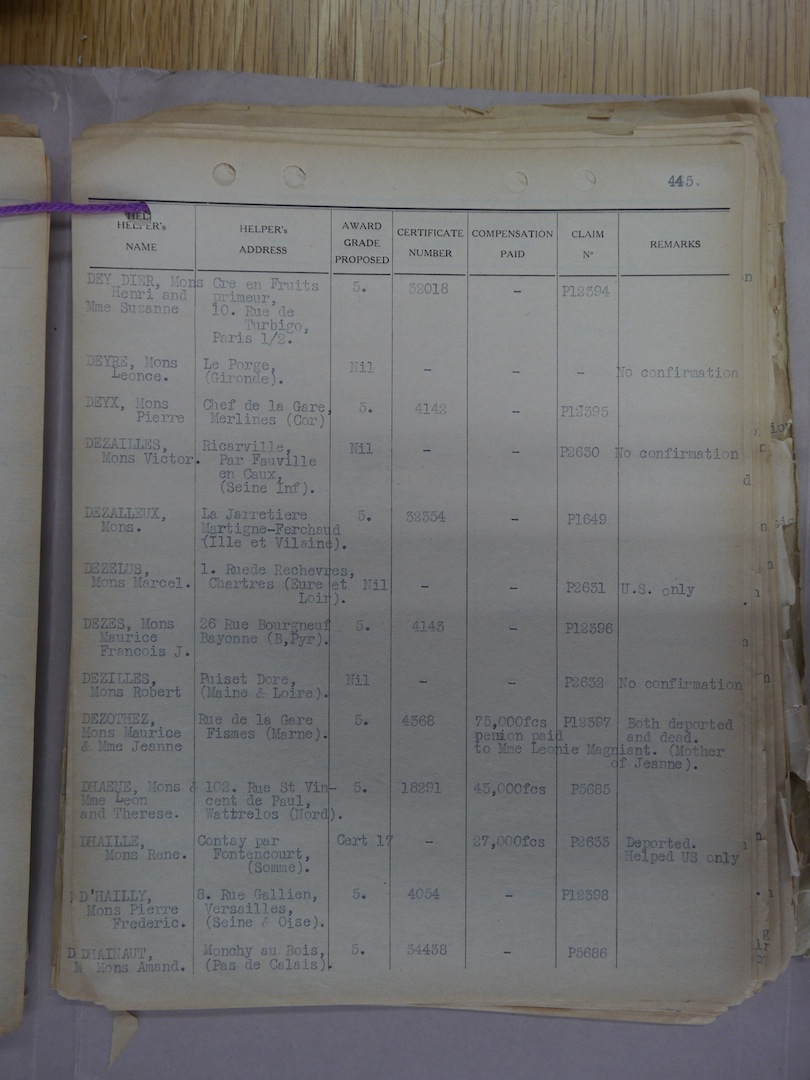 445.
HELPER's NAME
HELPER's ADDRESS
AWARD GRADE PROPOSED
CERTIFICATE NUMBER
COMPENSATION PAID
CLAIM Nº
REMARKS
DEYDIER, Mons Cre en Fruits 5. 52018 - P12394
Henri and primeur,
Mme Suzanne 10. Rue de
Turbigo,
Paris 1/2.
DEYRE, Mons Le Porge, Nil - - - No confirmation
Leonce. (Gironde).
DEYX, Mons Chef de la Gare, 5. 4142 - P12395
Pierre Merlines (Cor)
DEZAILLES, Ricarville, Nil - - P2630 No confirmation
Mons Victor. Par Fauville
en Caux,
(Seine Inf).
DEZALLEUX, La Jarretiere 5. 32354 - P1649
Mons. Martigne-Ferchaud
(Ille et Vilaine).
DEZELUS, 1. Ruede Rechevres,
Mons Marcel. Chartres (Eure et Nil - - P2631 U.S. only
Loir).
DEZES, Mons 26 Rue Bourgneuf 5. 4143 - P12396
Maurice Bayonne (B,Pyr).
Francois J.
DEZILLES, Puiset Dore, Nil - - P2632 No confirmation
Mons Robert (Maine & Loire).
DEZOTHEZ, Rue de la Gare 5. 4568 75,000fcs P12397 Both deported
Mons Maurice Fismes (Marne). pension paid and dead.
& Mme Jeanne to Mme Leonie Magniant. (Mother
of Jeanne).
DHAENE, Mons & 102. Rue St Vin- 5. 18291 45,000fcs P5685
Mme Leon cent de Paul,
and Therese. Wattrelos (Nord).
DHAILLE, Contay par Cert 17 - 27,000fcs P2633 Deported.
Mons Rene. Fontencourt, Helped US only
(Somme).
D'HAILLY, 8. Rue Gallien, 5. 4054 - P12398
Mons Pierre Versailles,
Frederic. (Seine & Oise).
DHAINAUT, Monchy au Bois, 5. 34438 - P5686
Mons Amand. (Pas de Calais).